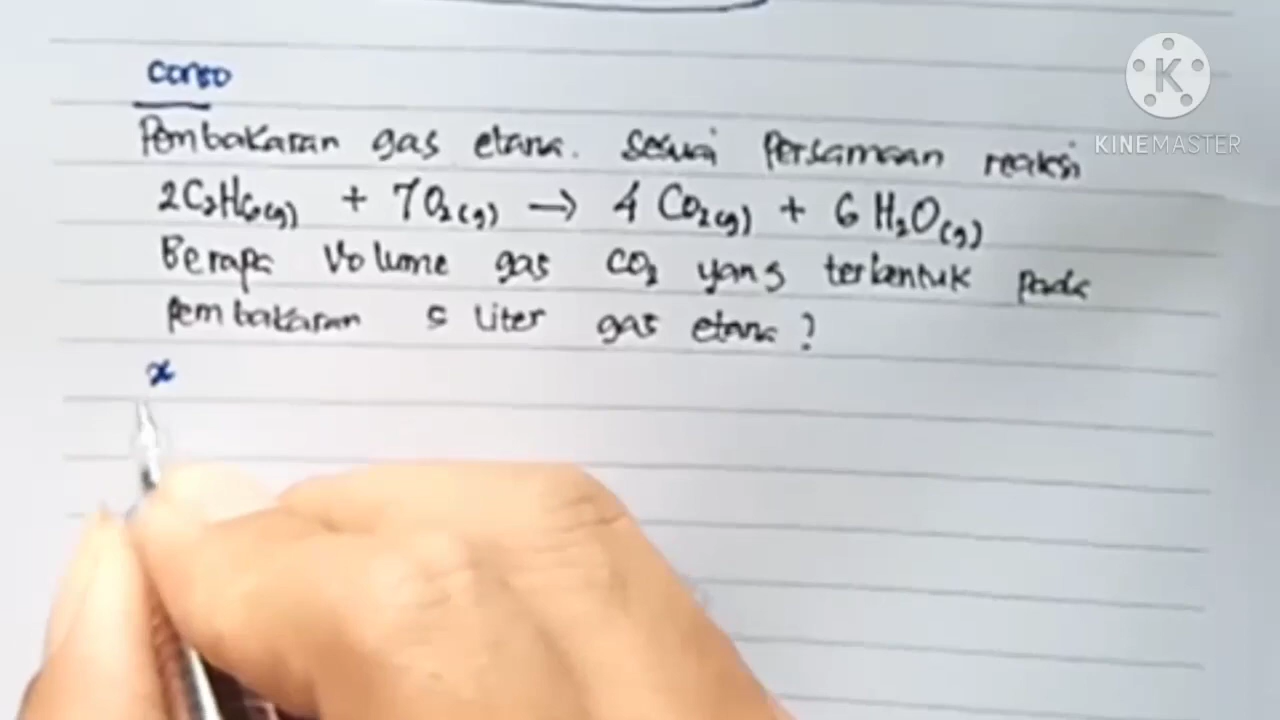 contoh
Pembakaran gas etana. sesuai Persamaan reaksi
2C₂H₆(g) + 7O₂(g) → 4 CO₂(g) + 6 H₂O(g)
Berapa Volume gas CO₂ yang terbentuk pada
Pembakaran 5 Liter gas etana?
*
K
KINEMASTER